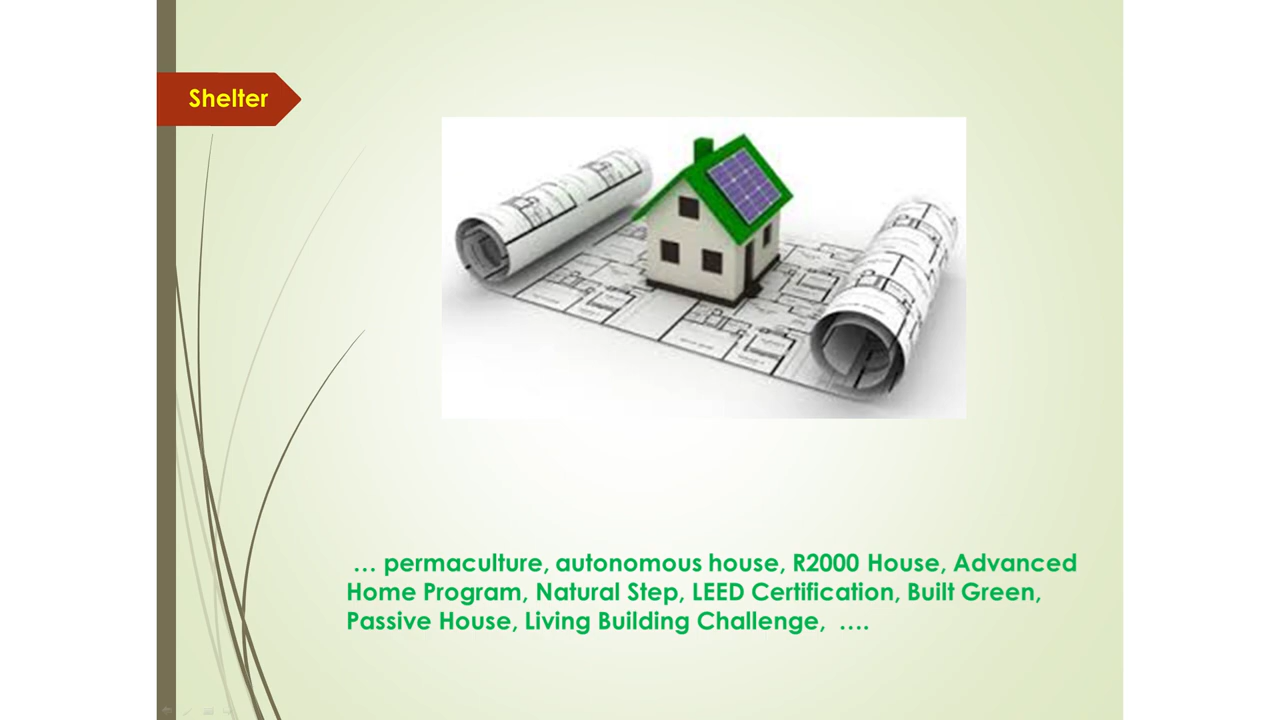 Shelter
… permaculture, autonomous house, R2000 House, Advanced
Home Program, Natural Step, LEED Certification, Built Green,
Passive House, Living Building Challenge,  ….